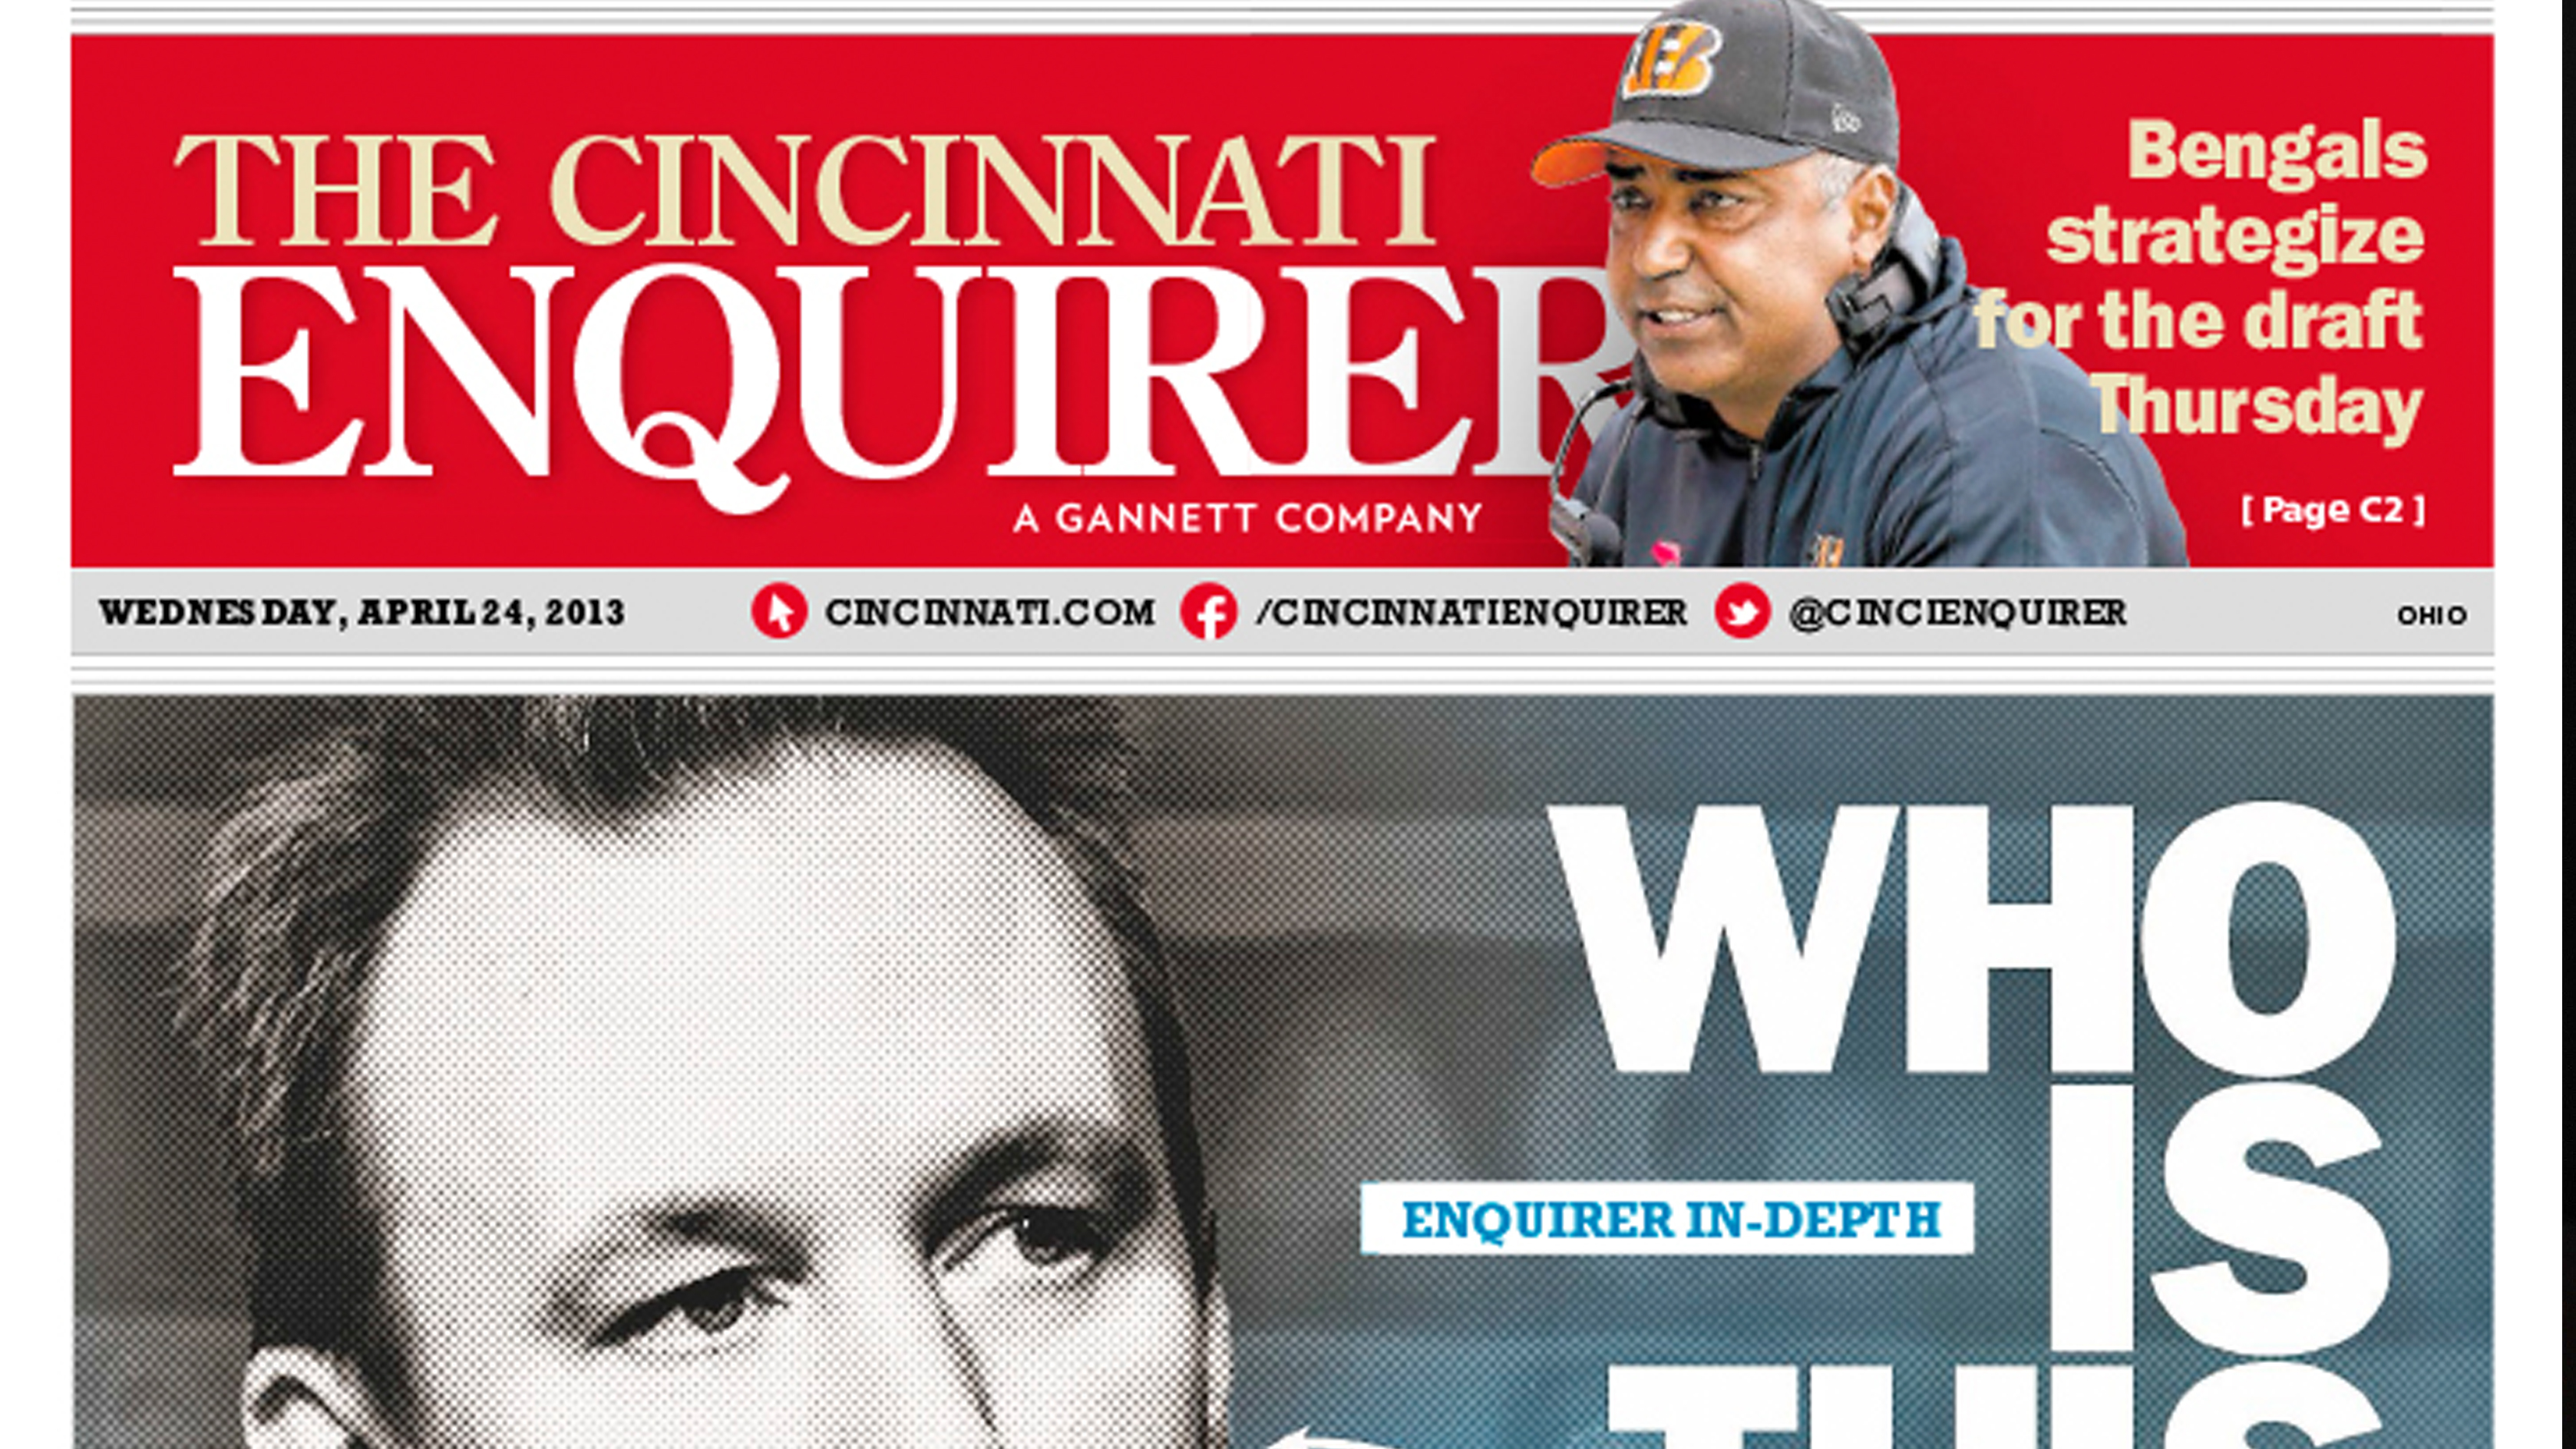 THE CINCINNATI
ENQUIRER
A GANNETT COMPANY
Bengals
strategize
for the draft
Thursday
[ Page C2 ]
WEDNESDAY, APRIL 24, 2013 CINCINNATI.COM /CINCINNATIENQUIRER @CINCIENQUIRER OHIO
WHO
IS
ENQUIRER IN-DEPTH
THIS